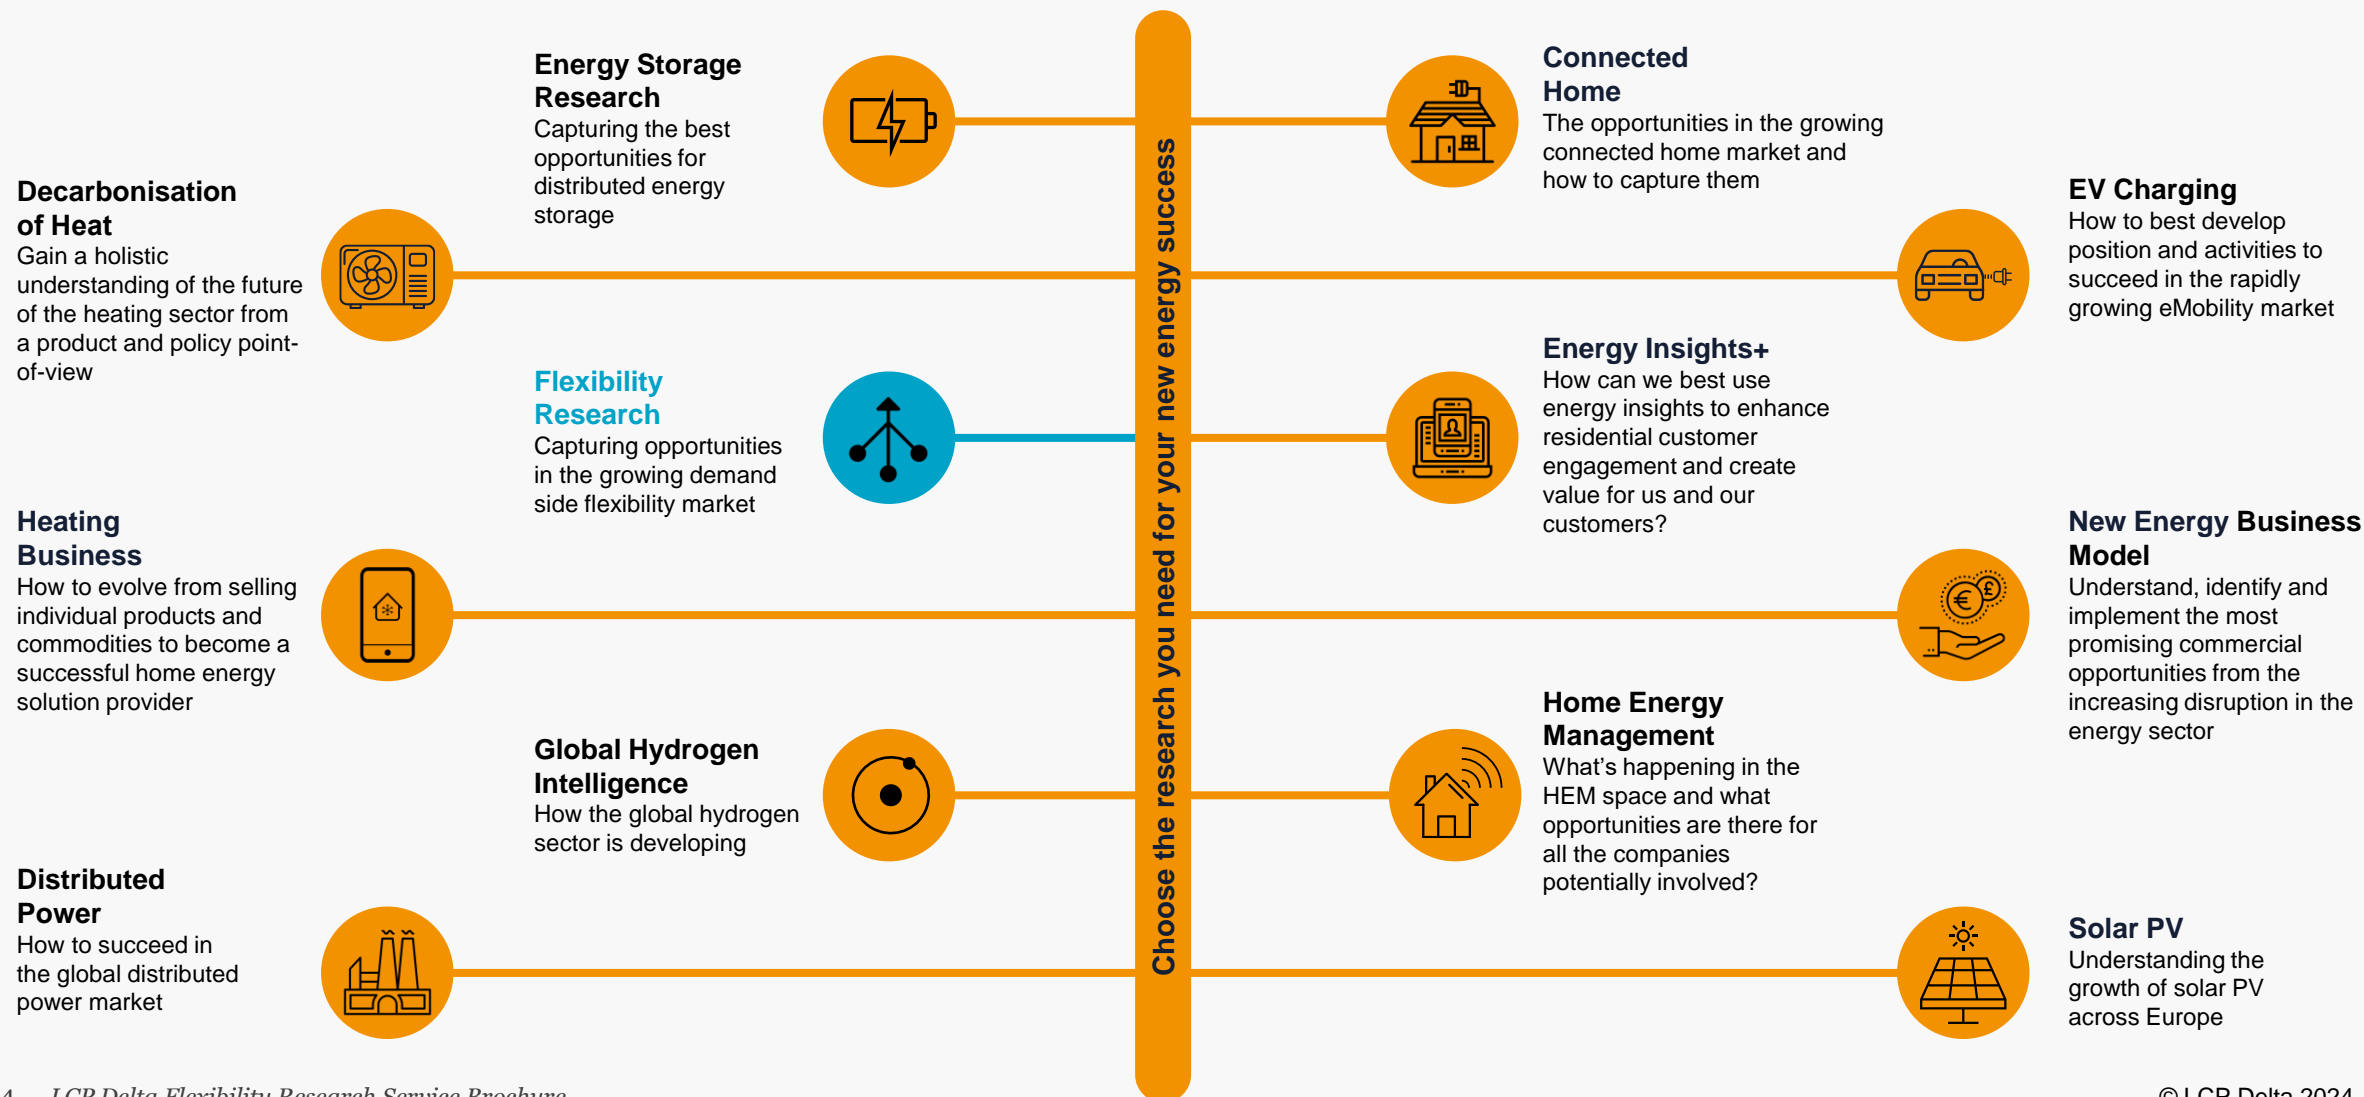 Energy Storage
Research
Capturing the best
opportunities for
distributed energy
storage
Connected
Home
The opportunities in the growing
connected home market and
how to capture them
Decarbonisation
of Heat
Gain a holistic
understanding of the future
of the heating sector from
a product and policy point-
of-view
EV Charging
How to best develop
position and activities to
succeed in the rapidly
growing eMobility market
Flexibility
Research
Capturing opportunities
in the growing demand
side flexibility market
Energy Insights+
How can we best use
energy insights to enhance
residential customer
engagement and create
value for us and our
customers?
Choose the research you need for your new energy success
Heating
Business
How to evolve from selling
individual products and
commodities to become a
successful home energy
solution provider
New Energy Business
Model
Understand, identify and
implement the most
promising commercial
opportunities from the
increasing disruption in the
energy sector
Global Hydrogen
Intelligence
How the global hydrogen
sector is developing
Home Energy
Management
What's happening in the
HEM space and what
opportunities are there for
all the companies
potentially involved?
Distributed
Power
How to succeed in
the global distributed
power market
Solar PV
Understanding the
growth of solar PV
across Europe
4 LCP Delta Flexibility Research Service Brochure
© LCP Delta 2024